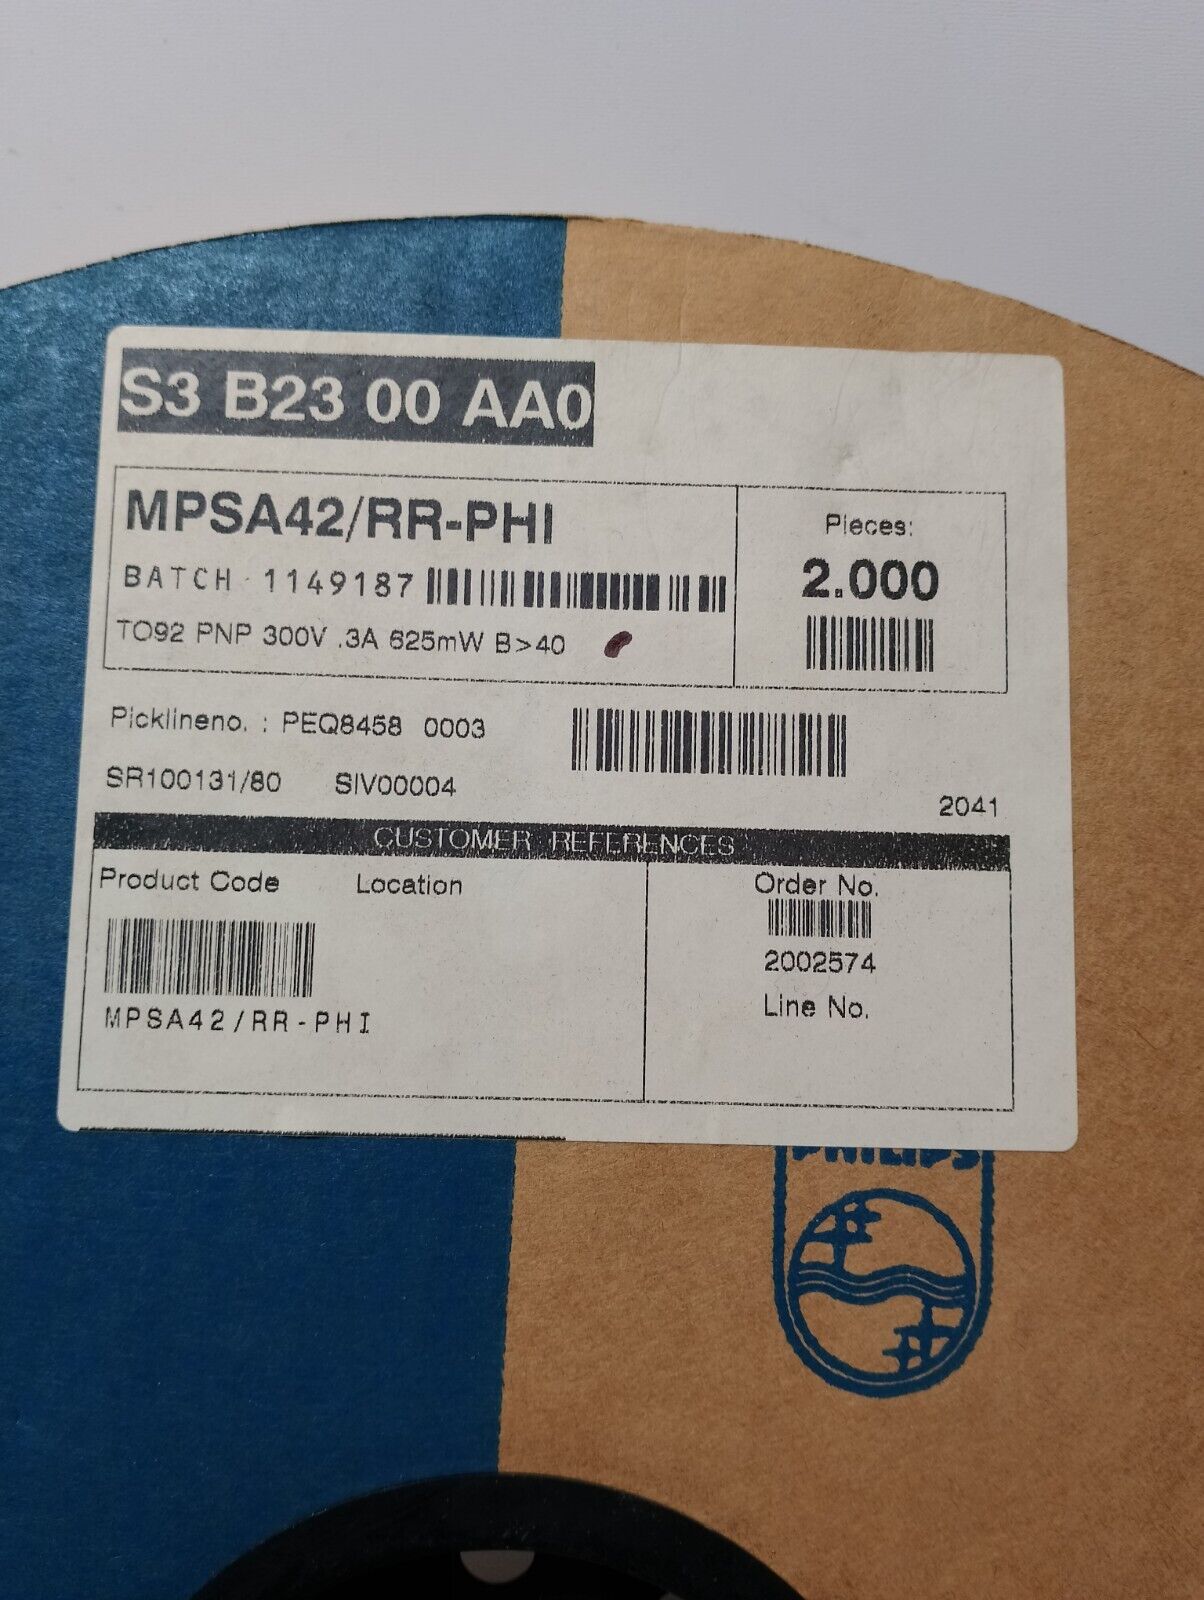 S3 B23 00 AA0
MPSA42/RR-PHI
BATCH 1149187
TO92 PNP 300V .3A 625mW B>40
Pieces:
2.000
Picklineno. : PEQ8458 0003
SR100131/80 SIV00004
2041
CUSTOMER REFERENCES
Product Code Location
MPSA42/RR-PHI
Order No.
2002574
Line No.
PHILIPS